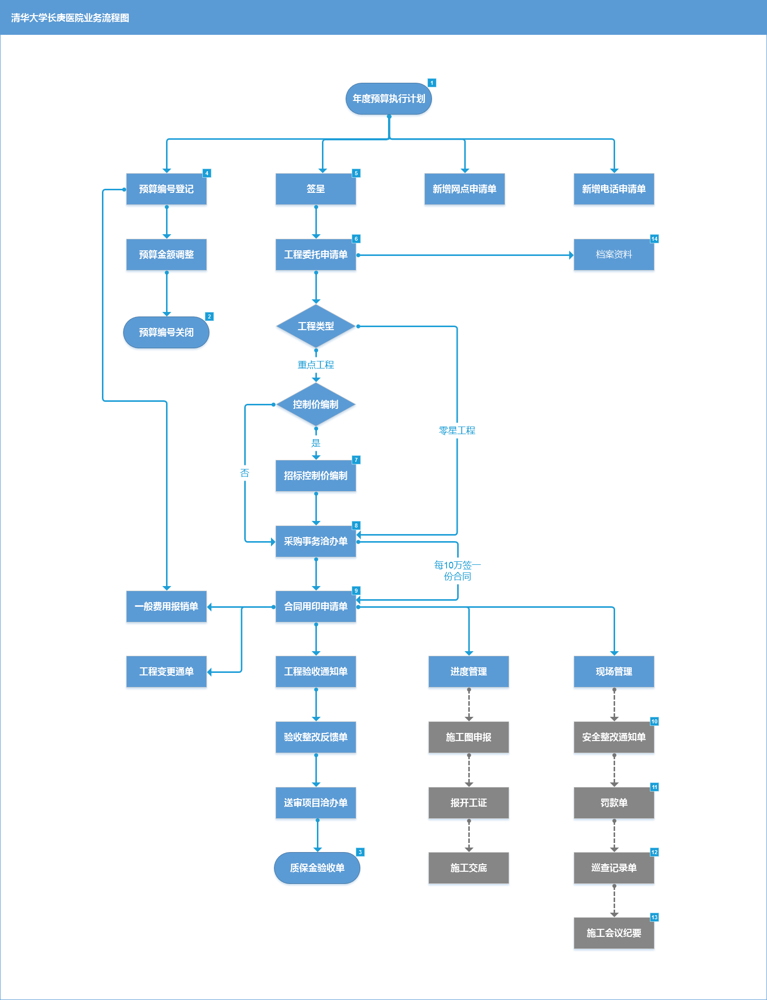 清华大学长庚医院业务流程图
1
年度预算执行计划
4
预算编号登记
5
签呈
新增网点申请单
新增电话申请单
预算金额调整
6
工程委托申请单
14
档案资料
2
预算编号关闭
工程类型
重点工程
控制价编制
零星工程
是
否
7
招标控制价编制
8
采购事务洽办单
每10万签一
份合同
一般费用报销单
9
合同用印申请单
工程变更通单
工程验收通知单
进度管理
现场管理
验收整改反馈单
施工图申报
10
安全整改通知单
送审项目洽办单
报开工证
11
罚款单
3
质保金验收单
施工交底
12
巡查记录单
13
施工会议纪要